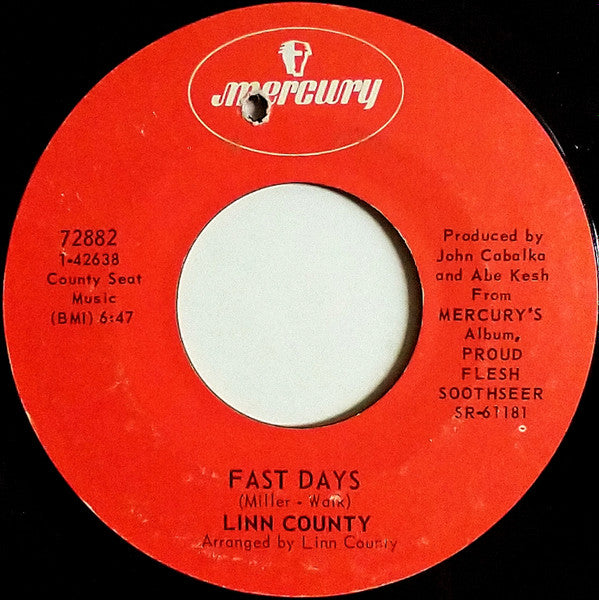 mercury
72882
1-42638
County Seat
Music
(BMI) 6:47
Produced by
John Cabalka
and Abe Kesh
From
MERCURY'S
Album,
PROUD
FLESH
SOOTHSEER
SR-61181
FAST DAYS
(Miller - Walk)
LINN COUNTY
Arranged by Linn County